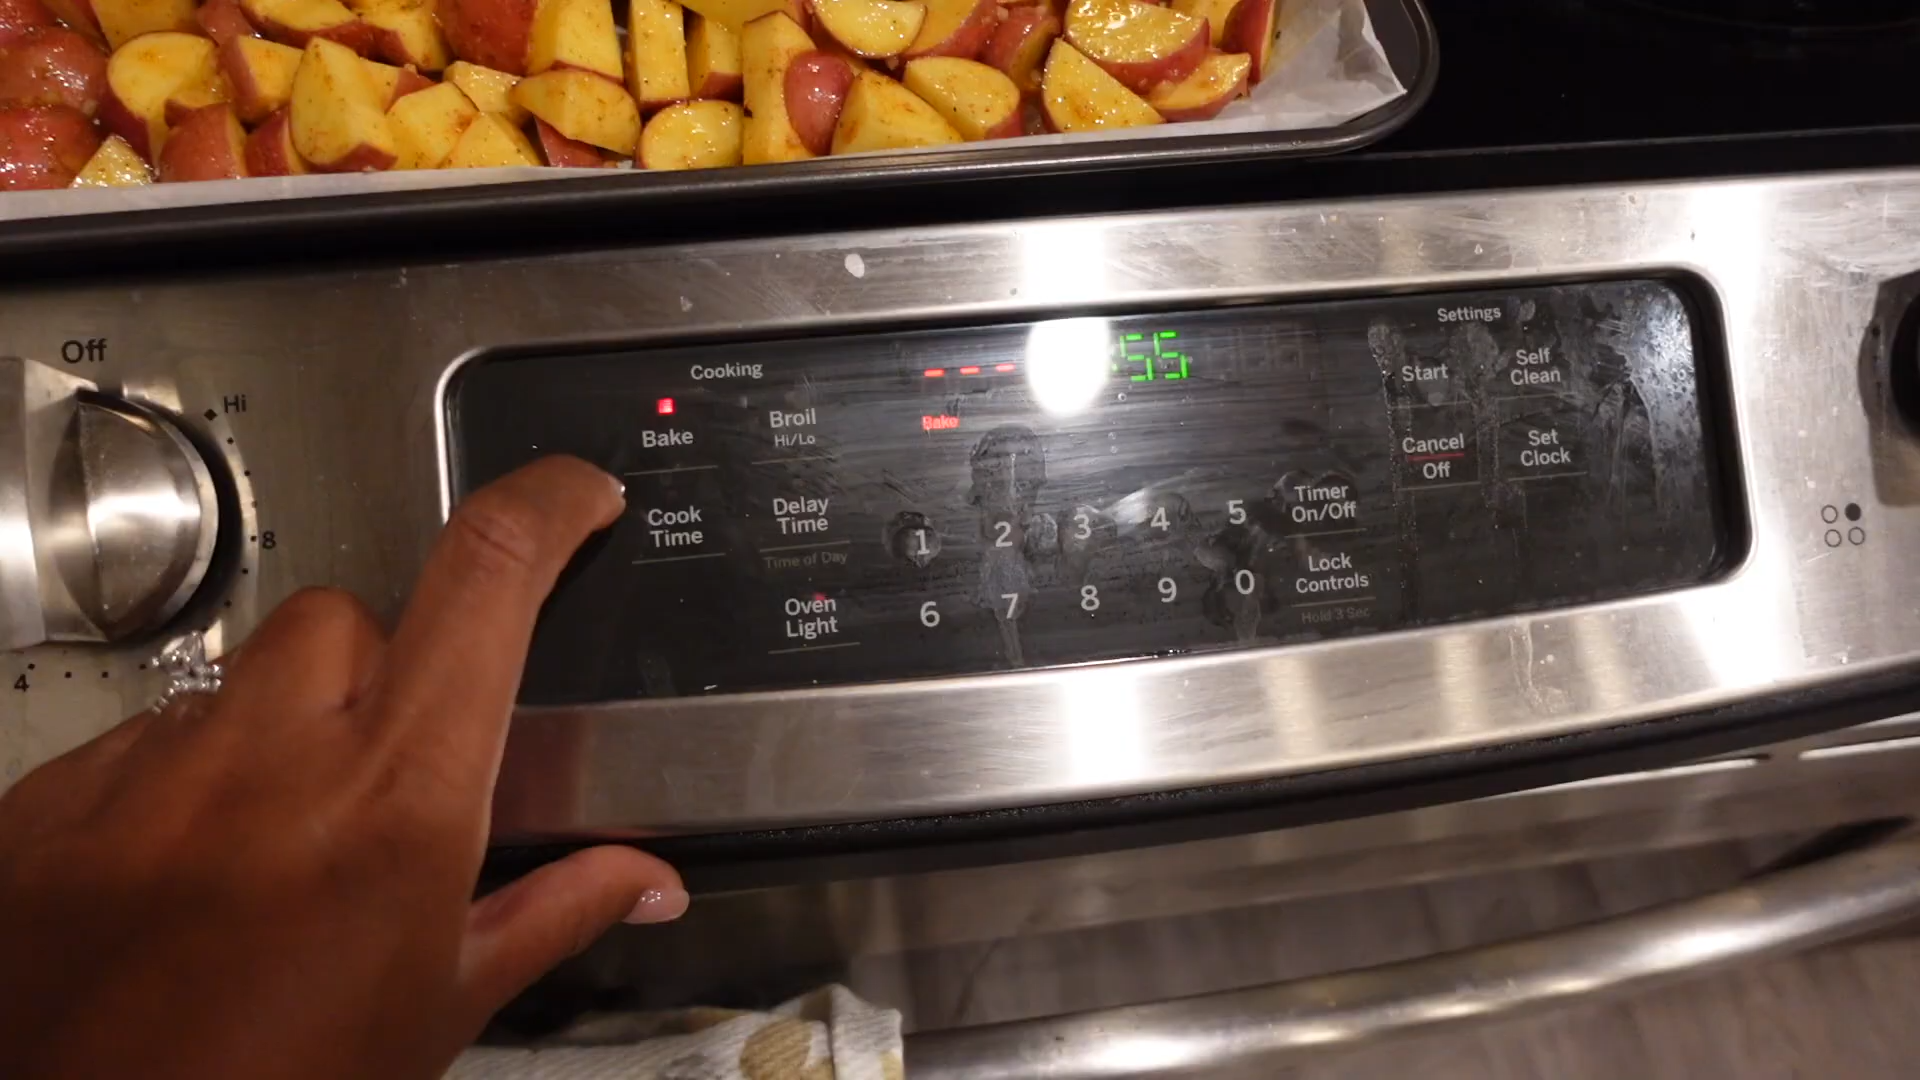 Off
Hi
8
4
Cooking
Bake
Broil
Hi/Lo
Cook
Time
Delay
Time
Time of Day
Oven
Light
- - -
Bake
55
1 2 3 4 5
6 7 8 9 0
Timer
On/Off
Lock
Controls
Hold 3 Sec
Settings
Start
Self
Clean
Cancel
Off
Set
Clock